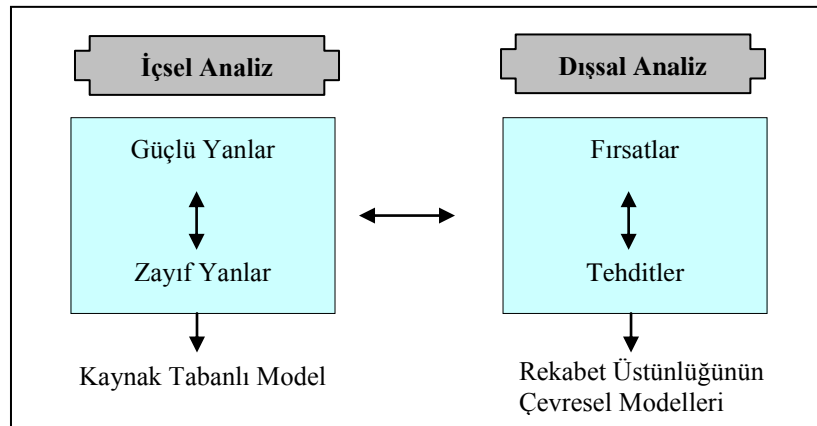 İçsel Analiz
Dışsal Analiz
Güçlü Yanlar
Fırsatlar
Zayıf Yanlar
Tehditler
Kaynak Tabanlı Model
Rekabet Üstünlüğünün
Çevresel Modelleri